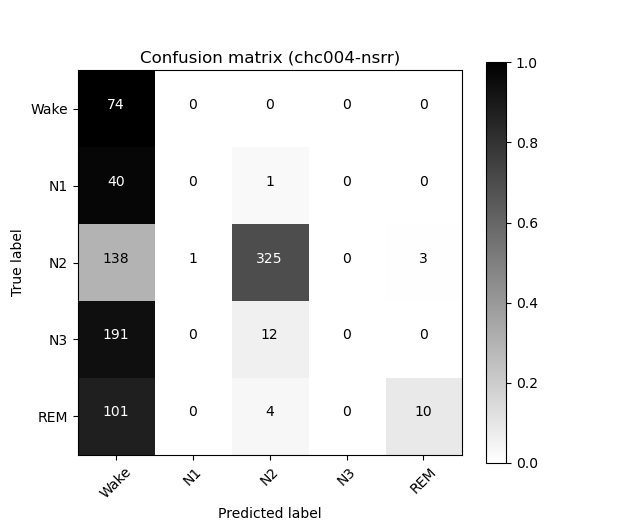 Confusion matrix (chc004-nsrr)
True label
Wake 74 0 0 0 0
N1 40 0 1 0 0
N2 138 1 325 0 3
N3 191 0 12 0 0
REM 101 0 4 0 10
Wake N1 N2 N3 REM
Predicted label
1.0
0.8
0.6
0.4
0.2
0.0